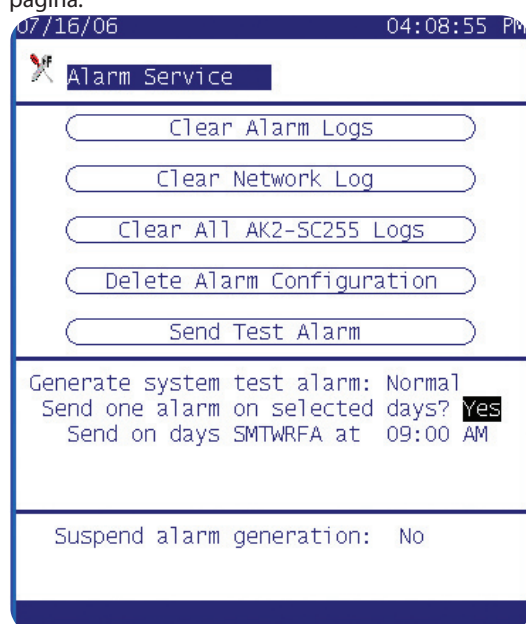 pagina.
07/16/06 04:08:55 PM
Alarm Service
Clear Alarm Logs
Clear Network Log
Clear All AK2-SC255 Logs
Delete Alarm Configuration
Send Test Alarm
Generate system test alarm: Normal
Send one alarm on selected days? Yes
Send on days SMTWRFA at 09:00 AM
Suspend alarm generation: No